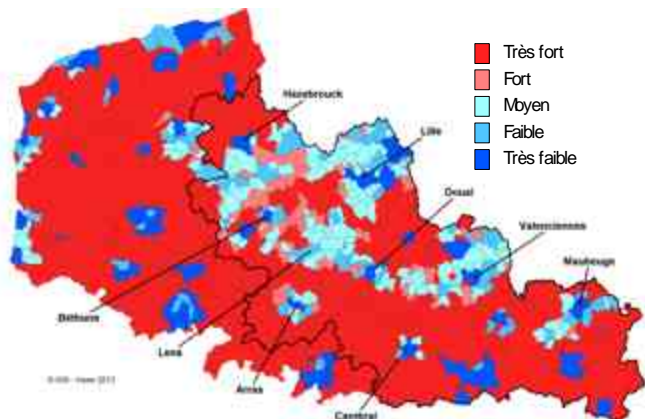 Très fort
Fort
Moyen
Faible
Très faible
Hazebrouck
Lille
Douai
Valenciennes
Maubeuge
Béthune
Lens
Arras
Cambrai